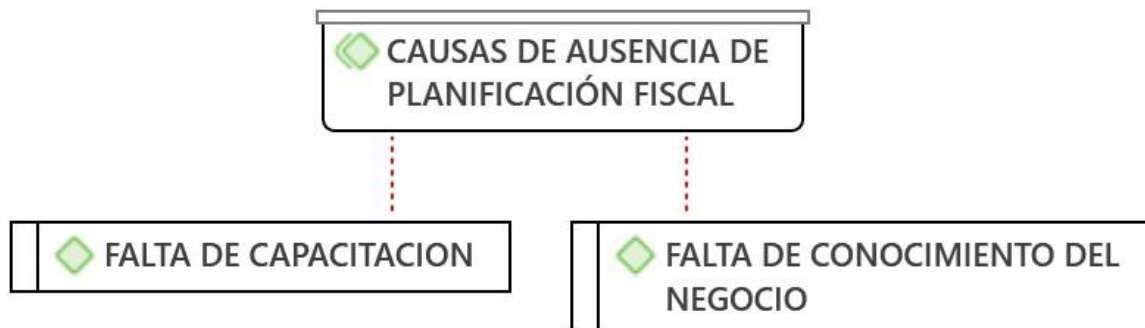 CAUSAS DE AUSENCIA DE
PLANIFICACIÓN FISCAL
FALTA DE CAPACITACION
FALTA DE CONOCIMIENTO DEL
NEGOCIO